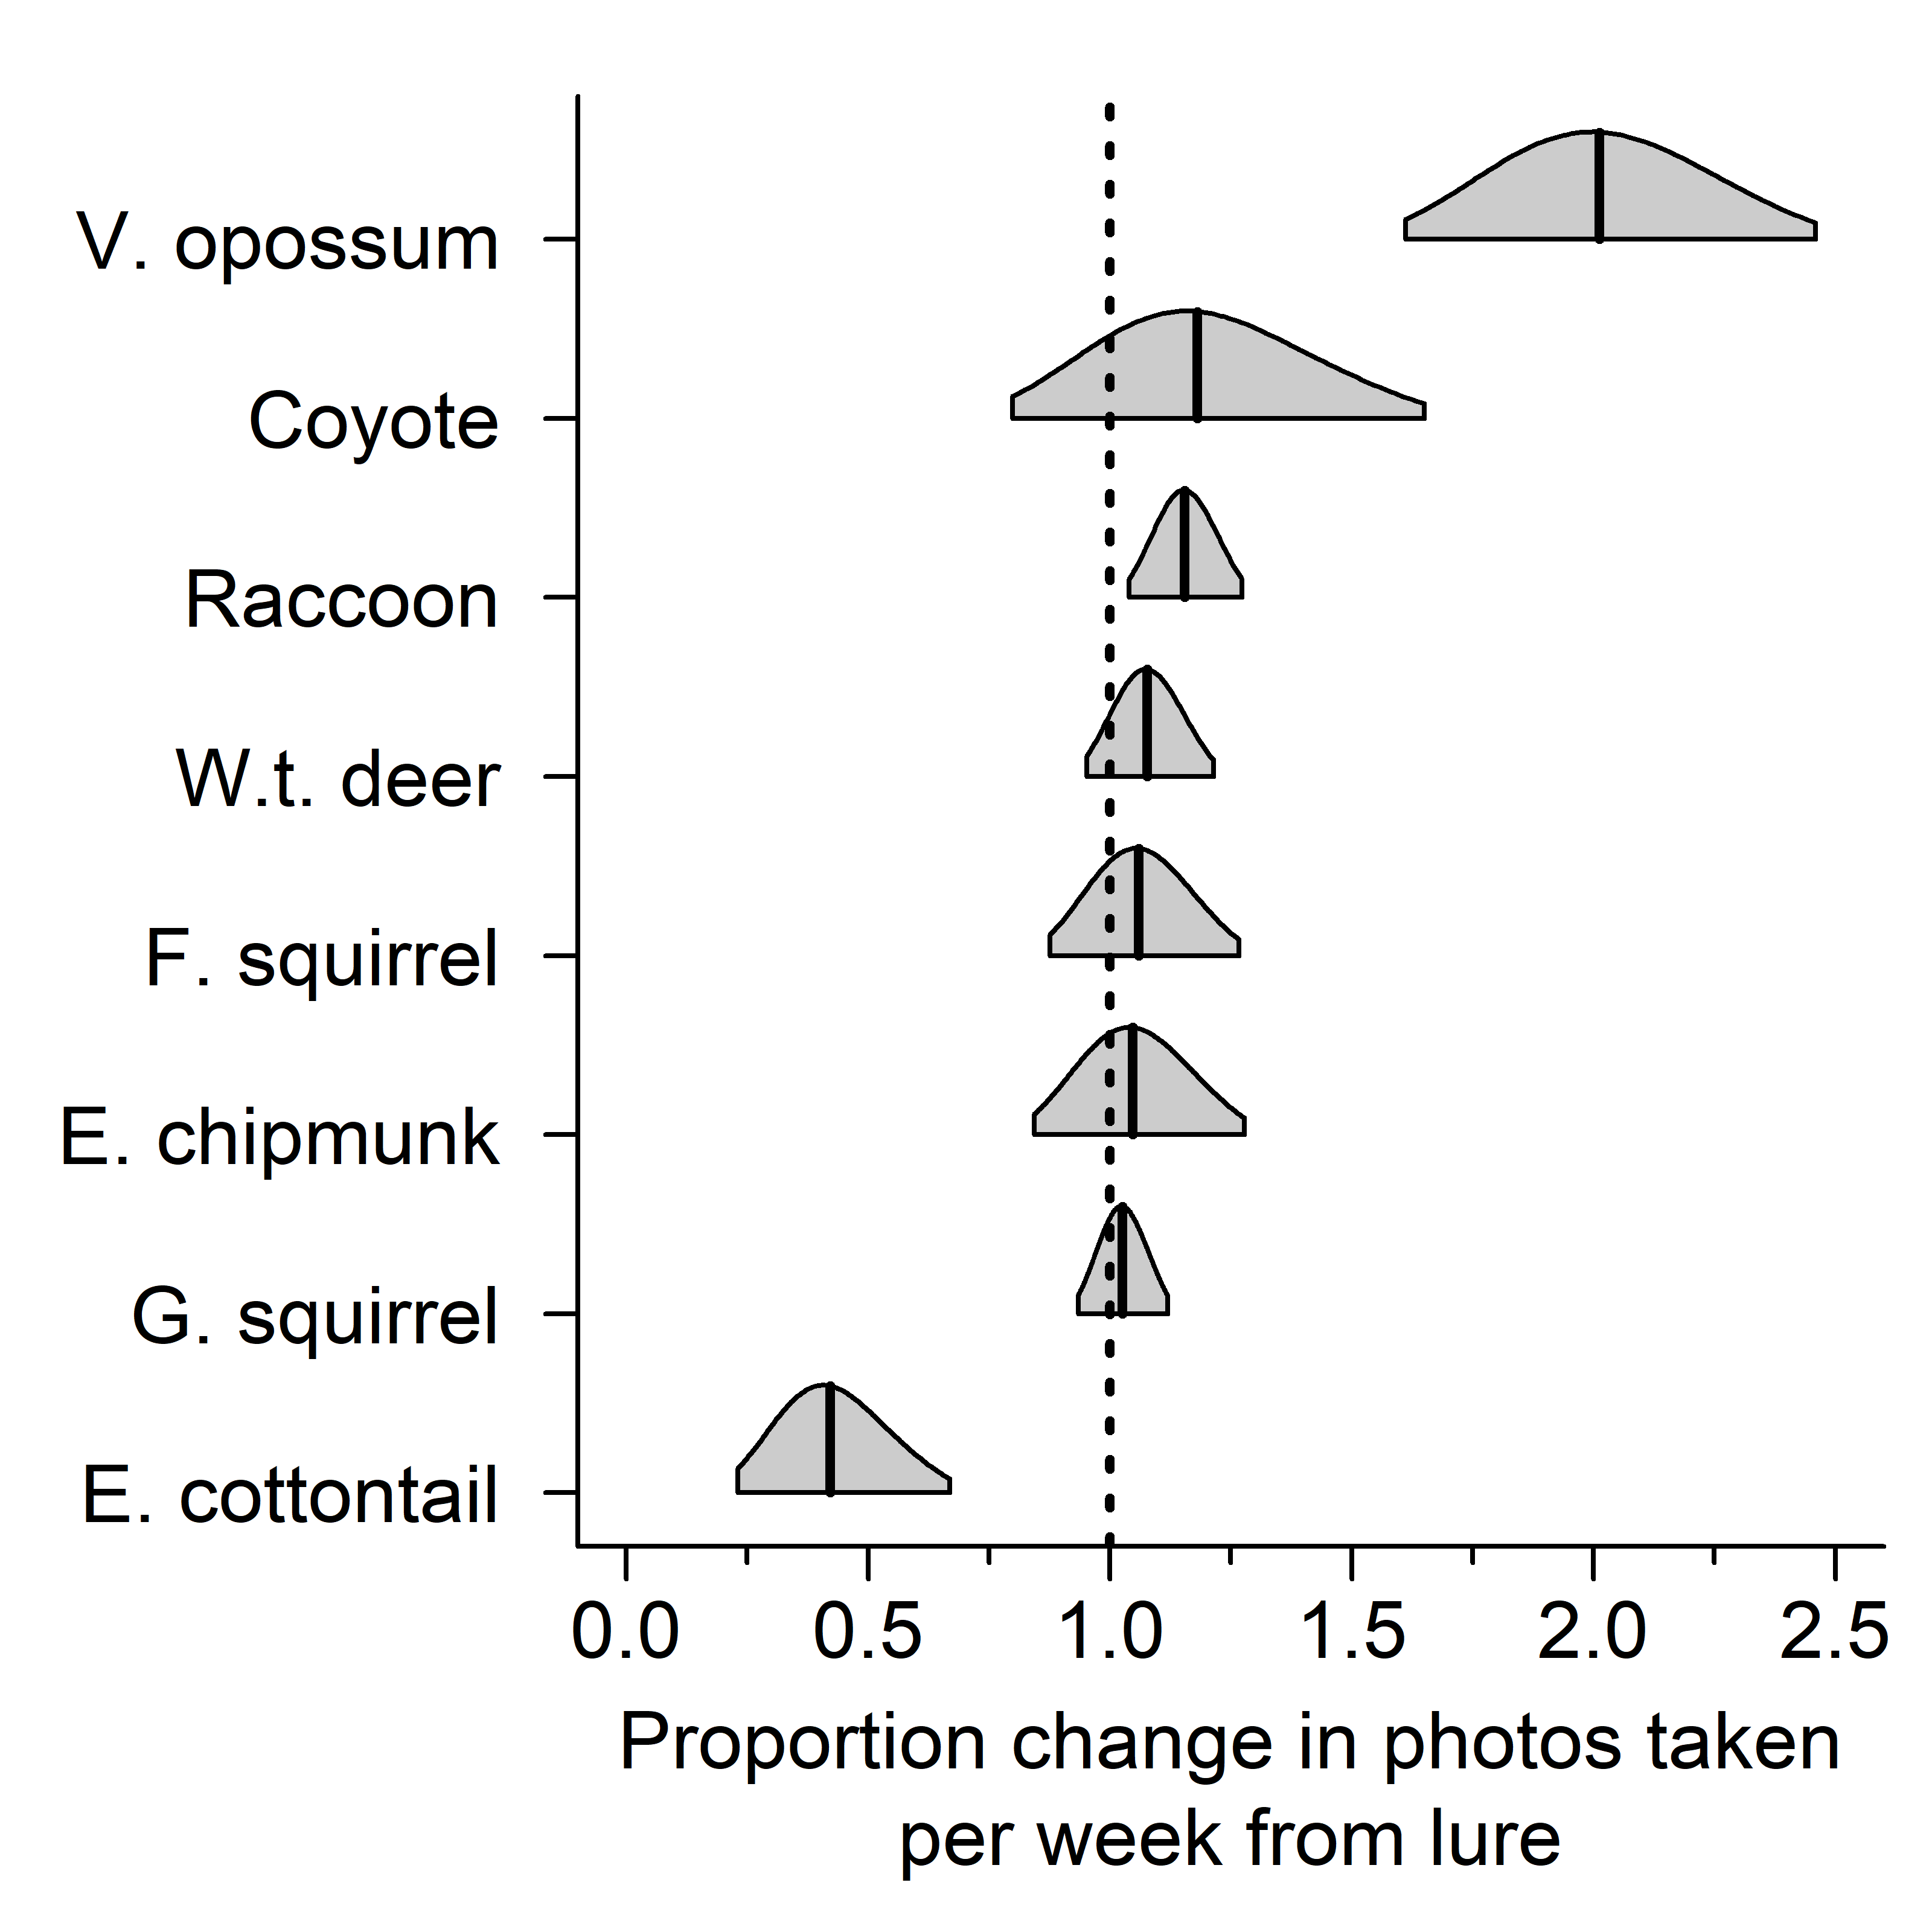 V. opossum
Coyote
Raccoon
W.t. deer
F. squirrel
E. chipmunk
G. squirrel
E. cottontail
0.0 0.5 1.0 1.5 2.0 2.5
Proportion change in photos taken
per week from lure